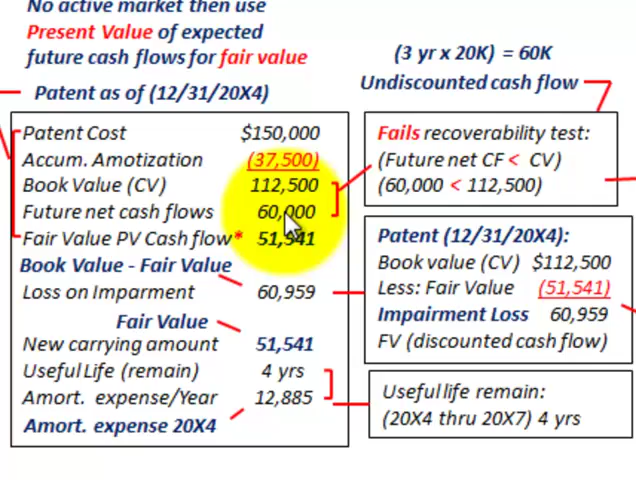 No active market then use
Present Value of expected
future cash flows for fair value
(3 yr x 20K) = 60K
Undiscounted cash flow
Patent as of (12/31/20X4)
Patent Cost $150,000
Accum. Amotization (37,500)
Book Value (CV) 112,500
Future net cash flows 60,000
Fair Value PV Cash flow* 51,541
Book Value - Fair Value
Loss on Imparment 60,959
Fair Value
New carrying amount 51,541
Useful Life (remain) 4 yrs
Amort. expense/Year 12,885
Amort. expense 20X4
Fails recoverability test:
(Future net CF < CV)
(60,000 < 112,500)
Patent (12/31/20X4):
Book value (CV) $112,500
Less: Fair Value (51,541)
Impairment Loss 60,959
FV (discounted cash flow)
Useful life remain:
(20X4 thru 20X7) 4 yrs